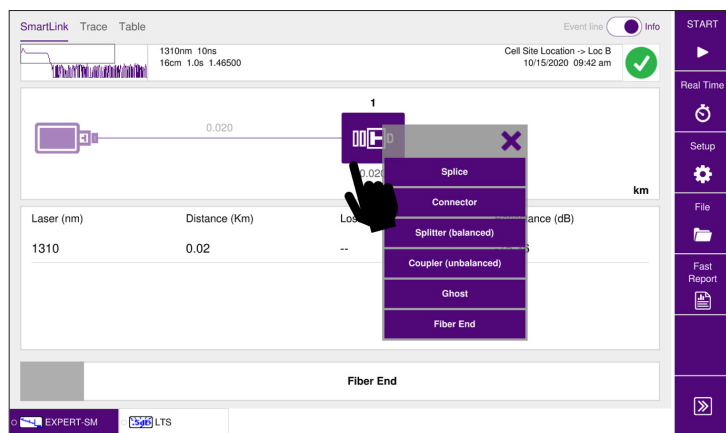 SmartLink Trace Table
Event line Info
1310nm 10ns
16cm 1.0s 1.46500
Cell Site Location -> Loc B
10/15/2020 09:42 am
1
0.020
0.020
km
Splice
Connector
Splitter (balanced)
Coupler (unbalanced)
Ghost
Fiber End
Laser (nm) Distance (Km)
1310 0.02 --
Fiber End
EXPERT-SM
LTS
START
Real Time
Setup
File
Fast
Report